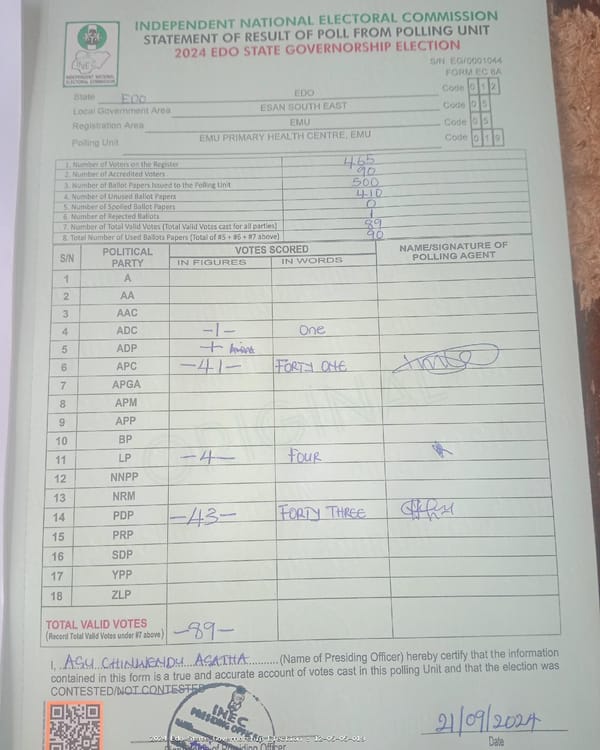 INDEPENDENT NATIONAL ELECTORAL COMMISSION
STATEMENT OF RESULT OF POLL FROM POLLING UNIT
2024 EDO STATE GOVERNORSHIP ELECTION
INEC
INDEPENDENT NATIONAL
ELECTORAL COMMISSION
S/N. EG/0001044
FORM EC 8A
State EDO EDO Code 1 2
Local Government Area ESAN SOUTH EAST Code 0 5
Registration Area EMU Code 0 5
Polling Unit EMU PRIMARY HEALTH CENTRE, EMU Code 0 1 0
1. Number of Voters on the Register 465
2. Number of Accredited Voters 90
3. Number of Ballot Papers Issued to the Polling Unit 500
4. Number of Unused Ballot Papers 410
5. Number of Spoiled Ballot Papers 0
6. Number of Rejected Ballots 1
7. Number of Total Valid Votes (Total Valid Votes cast for all parties) 89
8. Total Number of Used Ballots Papers (Total of #5 + #6 + #7 above) 90
S/N POLITICAL PARTY VOTES SCORED NAME/SIGNATURE OF POLLING AGENT
IN FIGURES IN WORDS
1 A
2 AA
3 AAC
4 ADC -1- One
5 ADP
6 APC -41- FORTY ONE
7 APGA
8 APM
9 APP
10 BP
11 LP -4- FOUR
12 NNPP
13 NRM
14 PDP -43- FORTY THREE
15 PRP
16 SDP
17 YPP
18 ZLP
ORIGINAL
TOTAL VALID VOTES
(Record Total Valid Votes under #7 above) -89-
I, ASU CHINWENDU AGATHA (Name of Presiding Officer) hereby certify that the information
contained in this form is a true and accurate account of votes cast in this polling Unit and that the election was
CONTESTED/NOT CONTESTED
INEC
PRESIDING
of Presiding Officer
21/09/2024
Date